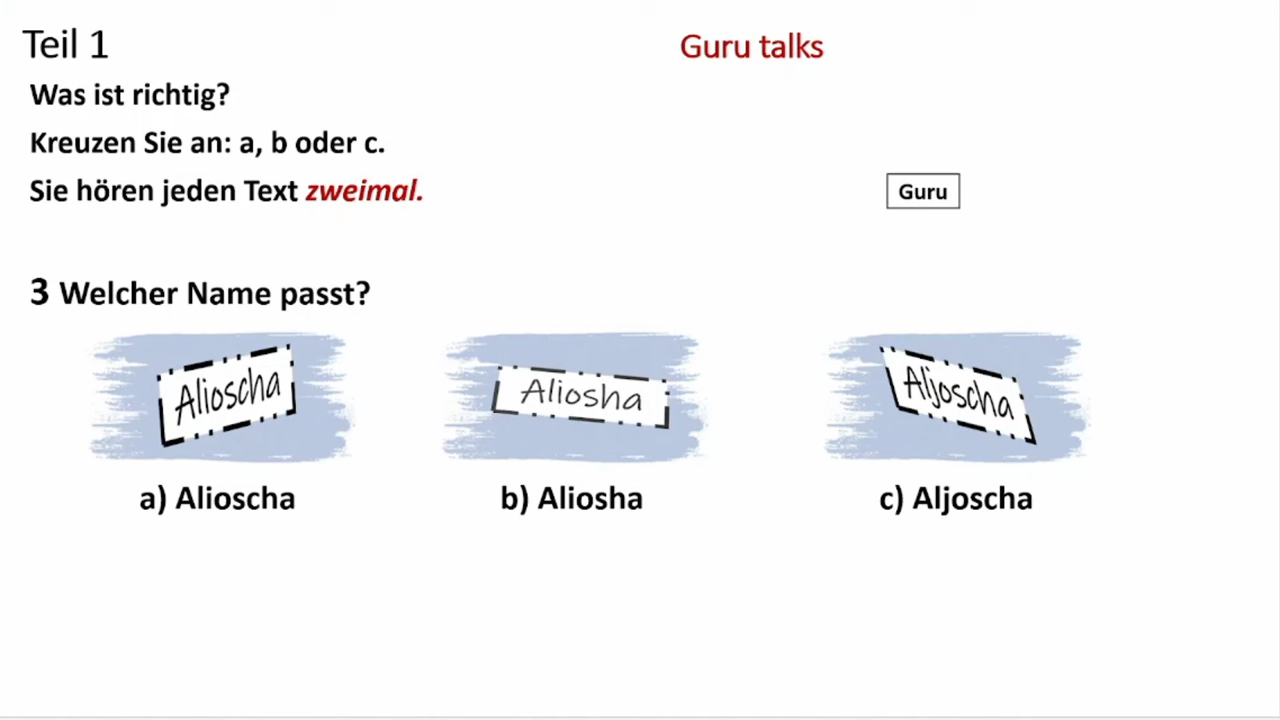 Teil 1
Guru talks
Was ist richtig?
Kreuzen Sie an: a, b oder c.
Sie hören jeden Text zweimal.
Guru
3 Welcher Name passt?
Alioscha
Aliosha
Aljoscha
a) Alioscha
b) Aliosha
c) Aljoscha